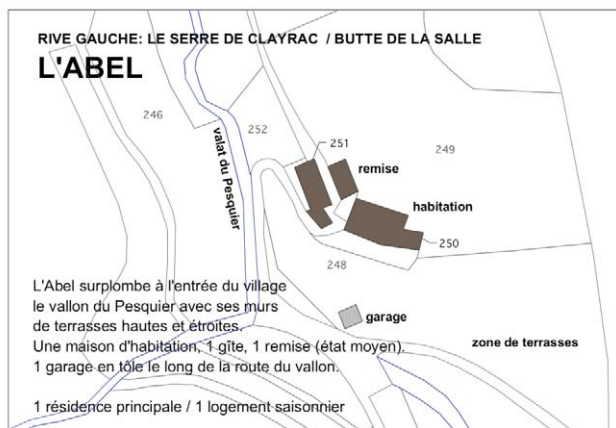 RIVE GAUCHE: LE SERRE DE CLAYRAC / BUTTE DE LA SALLE
L'ABEL
246
252
valat du Pesquier
251
remise
249
habitation
250
248
garage
zone de terrasses
L'Abel surplombe à l'entrée du village
le vallon du Pesquier avec ses murs
de terrasses hautes et étroites.
Une maison d'habitation, 1 gîte, 1 remise (état moyen).
1 garage en tôle le long de la route du vallon.
1 résidence principale / 1 logement saisonnier